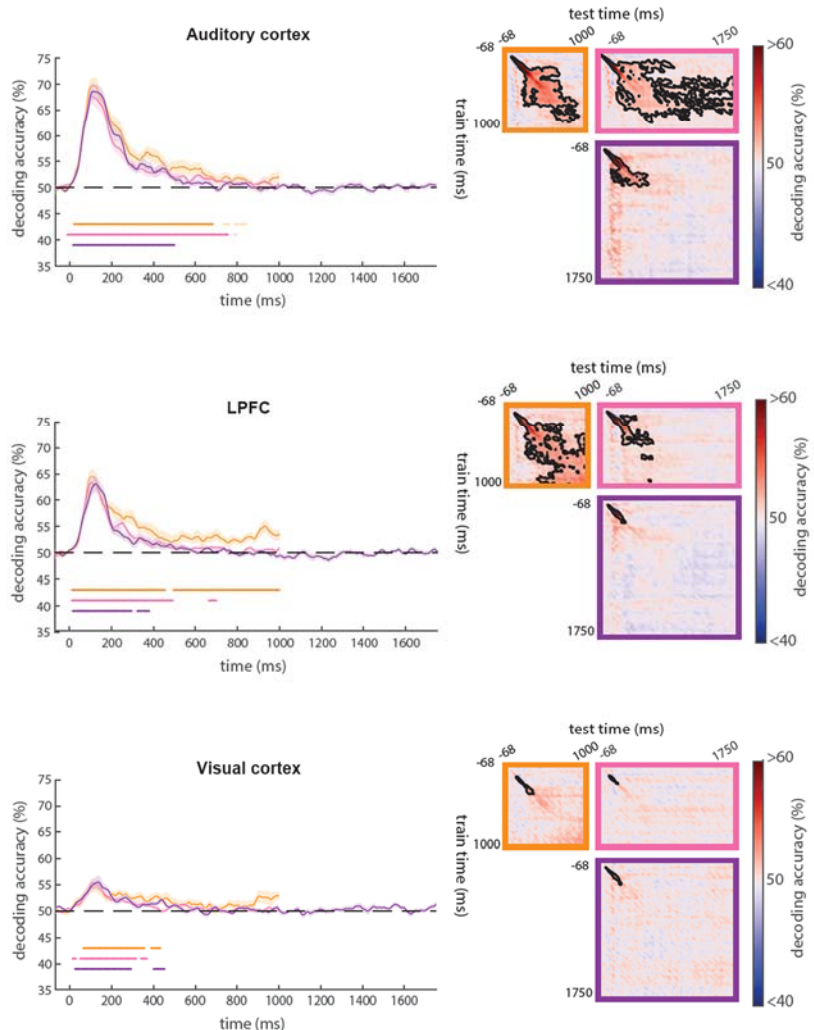 Auditory cortex
decoding accuracy (%)
75
70
65
60
55
50
45
40
35
0 200 400 600 800 1000 1200 1400 1600
time (ms)
test time (ms)
-68 1000 -68 1750
-68
train time (ms)
1000
-68
1750
>60
50
<40
decoding accuracy (%)
LPFC
decoding accuracy (%)
75
70
65
60
55
50
45
40
35
0 200 400 600 800 1000 1200 1400 1600
time (ms)
test time (ms)
-68 1000 -68 1750
-68
train time (ms)
1000
-68
1750
>60
50
<40
decoding accuracy (%)
Visual cortex
decoding accuracy (%)
75
70
65
60
55
50
45
40
35
0 200 400 600 800 1000 1200 1400 1600
time (ms)
test time (ms)
-68 1000 -68 1750
-68
train time (ms)
1000
-68
1750
>60
50
<40
decoding accuracy (%)